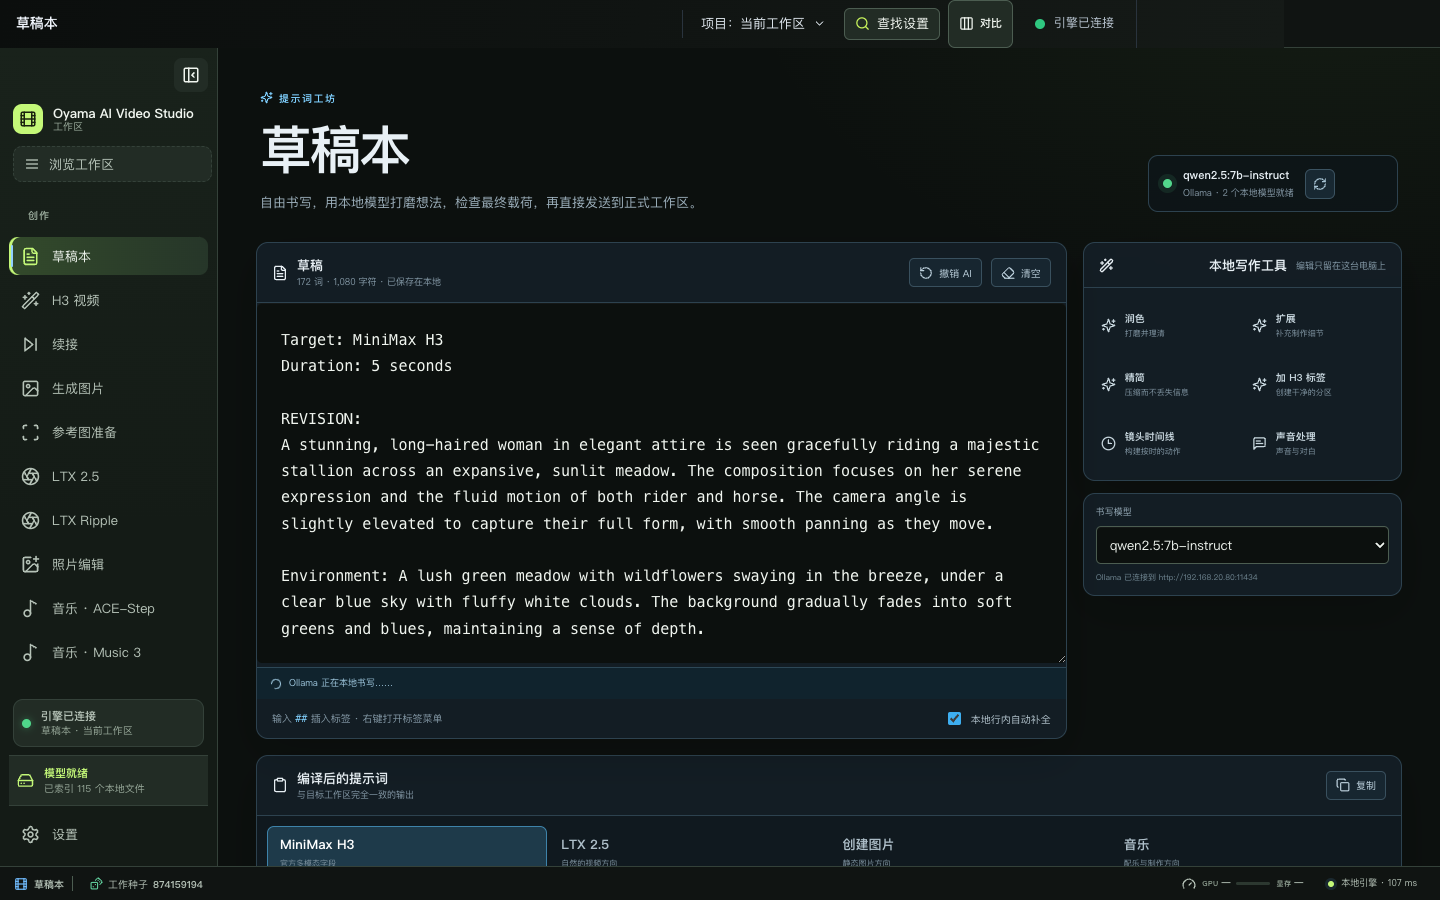 草稿本
项目：当前工作区
查找设置
对比
引擎已连接
Oyama AI Video Studio
工作区
浏览工作区
创作
草稿本
H3 视频
续接
生成图片
参考图准备
LTX 2.5
LTX Ripple
照片编辑
音乐 · ACE-Step
音乐 · Music 3
引擎已连接
草稿本 · 当前工作区
模型就绪
已索引 115 个本地文件
设置
提示词工坊
草稿本
自由书写，用本地模型打磨想法，检查最终载荷，再直接发送到正式工作区。
qwen2.5:7b-instruct
Ollama · 2 个本地模型就绪
草稿
172 词 · 1,080 字符 · 已保存在本地
撤销 AI
清空
Target: MiniMax H3
Duration: 5 seconds
REVISION:
A stunning, long-haired woman in elegant attire is seen gracefully riding a majestic
stallion across an expansive, sunlit meadow. The composition focuses on her serene
expression and the fluid motion of both rider and horse. The camera angle is
slightly elevated to capture their full form, with smooth panning as they move.
Environment: A lush green meadow with wildflowers swaying in the breeze, under a
clear blue sky with fluffy white clouds. The background gradually fades into soft
greens and blues, maintaining a sense of depth.
Ollama 正在本地书写……
输入 ## 插入标签 · 右键打开标签菜单
本地行内自动补全
本地写作工具
编辑只留在这台电脑上
润色
打磨并理清
扩展
补充制作细节
精简
压缩而不丢失信息
加 H3 标签
创建干净的分区
镜头时间线
构建按时的动作
声音处理
声音与对白
书写模型
qwen2.5:7b-instruct
Ollama 已连接到 http://192.168.20.80:11434
编译后的提示词
与目标工作区完全一致的输出
复制
MiniMax H3
官方多模态字段
LTX 2.5
自然的视频方向
创建图片
静态图片方向
音乐
配乐与制作方向
草稿本
工作种子 874159194
GPU —
显存 —
本地引擎 · 107 ms